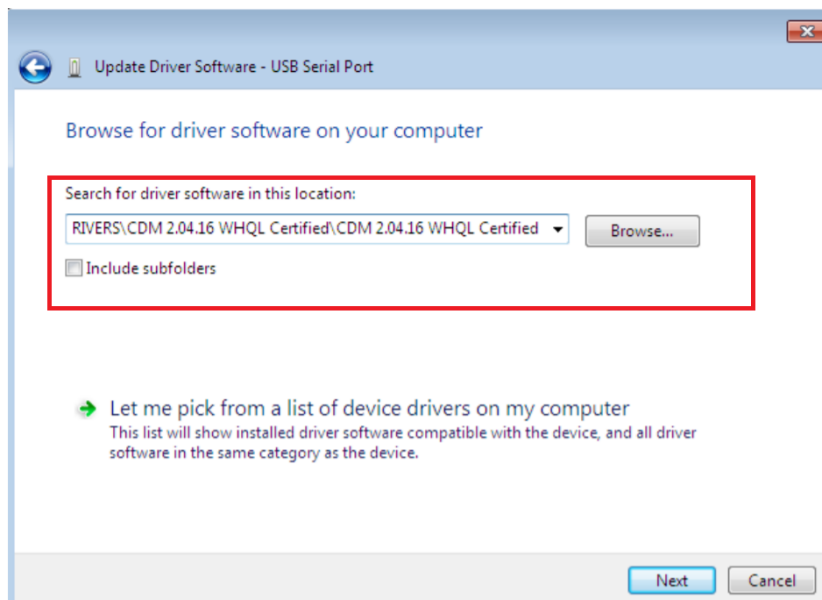 Update Driver Software - USB Serial Port
Browse for driver software on your computer
Search for driver software in this location:
RIVERS\CDM 2.04.16 WHQL Certified\CDM 2.04.16 WHQL Certified
Browse...
Include subfolders
Let me pick from a list of device drivers on my computer
This list will show installed driver software compatible with the device, and all driver
software in the same category as the device.
Next
Cancel